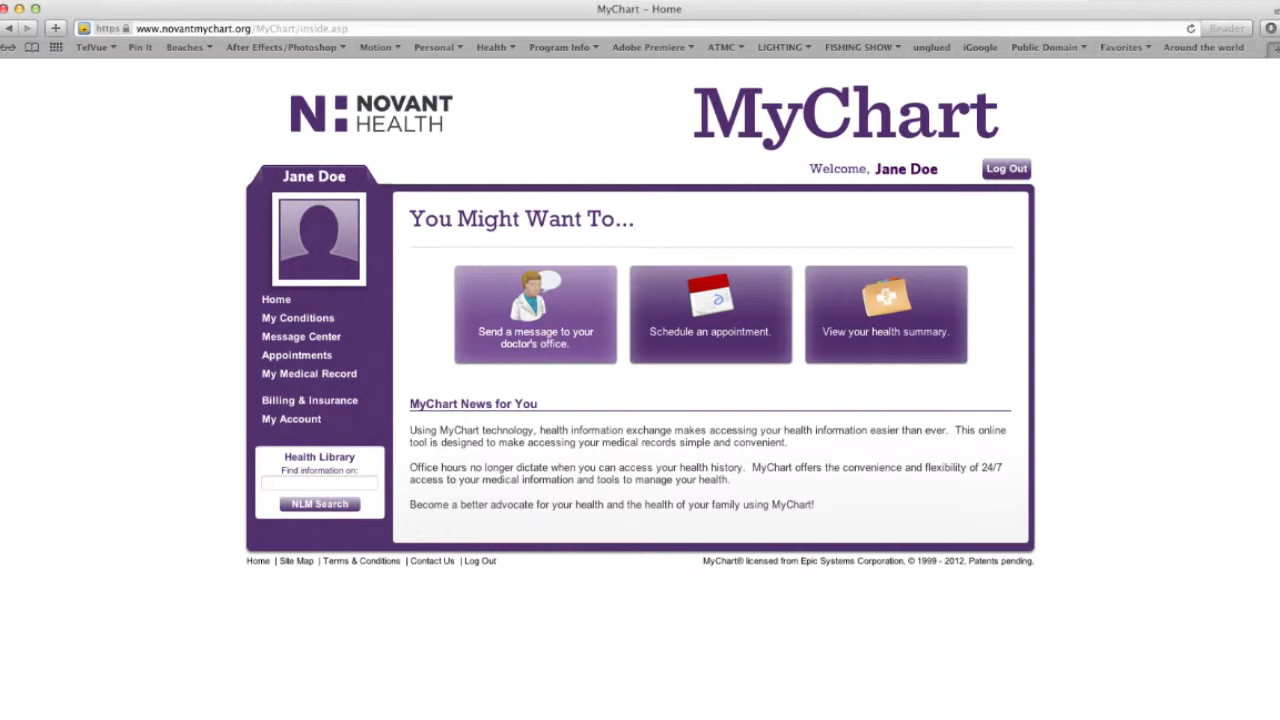 MyChart – Home
https www.novantmychart.org/MyChart/inside.asp
Reader
TelVue Pin It Beaches After Effects/Photoshop Motion Personal Health Program Info Adobe Premiere ATMC LIGHTING FISHING SHOW unglued iGoogle Public Domain Favorites Around the world
NOVANT
HEALTH
MyChart
Welcome, Jane Doe
Log Out
Jane Doe
Home
My Conditions
Message Center
Appointments
My Medical Record
Billing & Insurance
My Account
Health Library
Find information on:
NLM Search
You Might Want To...
Send a message to your
doctor's office.
Schedule an appointment.
View your health summary.
MyChart News for You
Using MyChart technology, health information exchange makes accessing your health information easier than ever. This online
tool is designed to make accessing your medical records simple and convenient.
Office hours no longer dictate when you can access your health history. MyChart offers the convenience and flexibility of 24/7
access to your medical information and tools to manage your health.
Become a better advocate for your health and the health of your family using MyChart!
Home | Site Map | Terms & Conditions | Contact Us | Log Out
MyChart® licensed from Epic Systems Corporation, © 1999 - 2012, Patents pending.